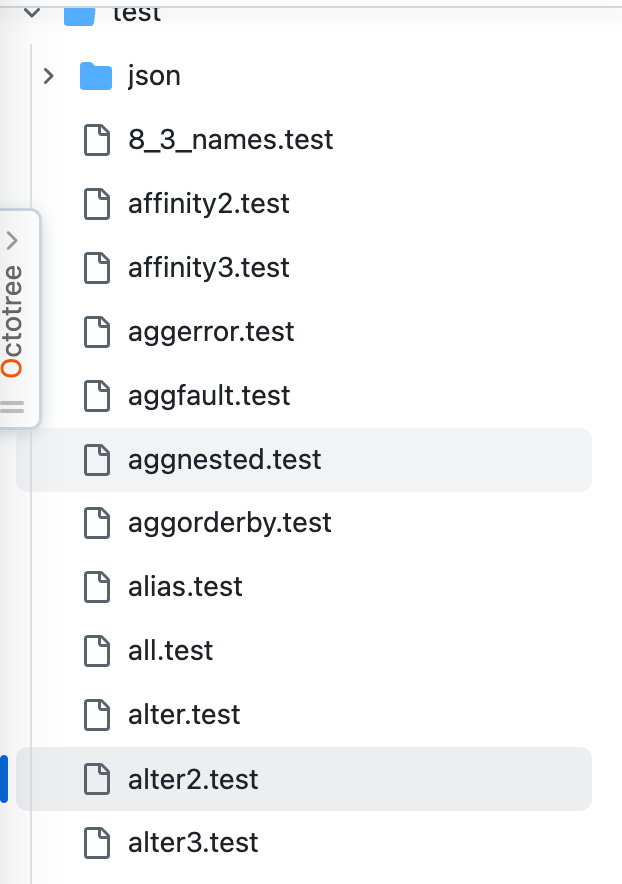 test
json
8_3_names.test
affinity2.test
affinity3.test
aggerror.test
aggfault.test
aggnested.test
aggorderby.test
alias.test
all.test
alter.test
alter2.test
alter3.test
Octotree